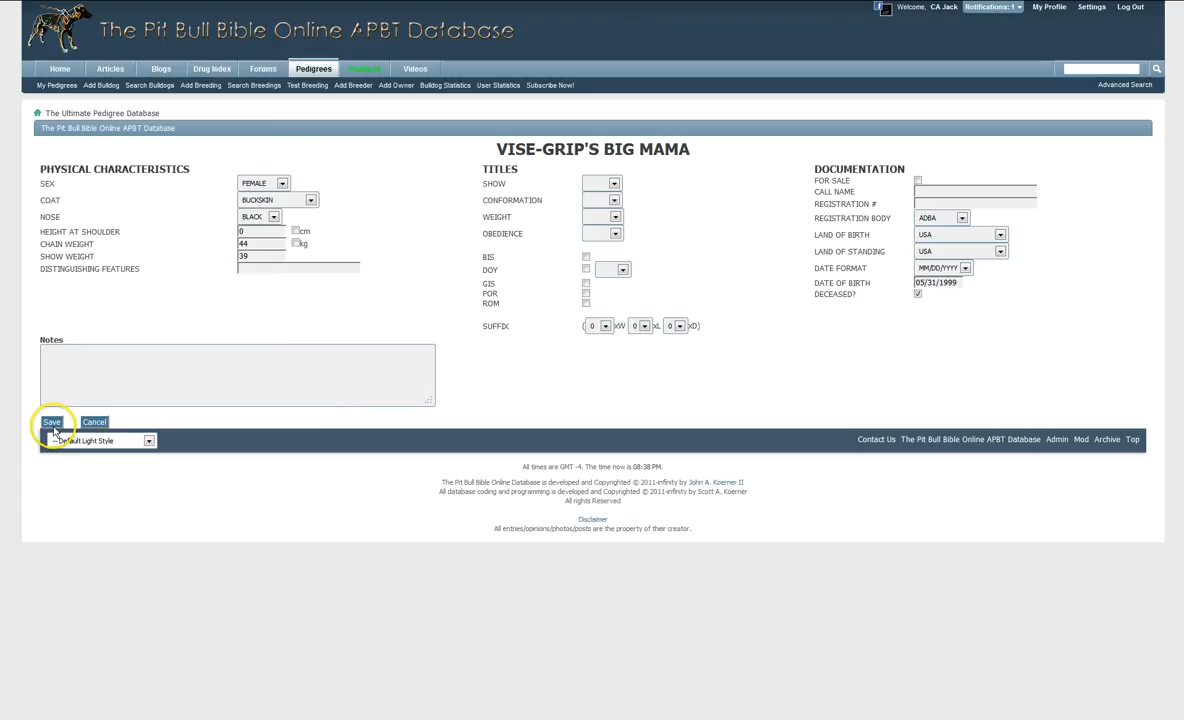 Welcome, CA Jack Notifications: 1 My Profile Settings Log Out
The Pit Bull Bible Online APBT Database
Home Articles Blogs Drug Index Forums Pedigrees Products Videos
My Pedigrees Add Bulldog Search Bulldogs Add Breeding Search Breedings Test Breeding Add Breeder Add Owner Bulldog Statistics User Statistics Subscribe Now! Advanced Search
The Ultimate Pedigree Database
The Pit Bull Bible Online APBT Database
VISE-GRIP'S BIG MAMA
PHYSICAL CHARACTERISTICS
SEX FEMALE
COAT BUCKSKIN
NOSE BLACK
HEIGHT AT SHOULDER 0 cm
CHAIN WEIGHT 44 kg
SHOW WEIGHT 39
DISTINGUISHING FEATURES
TITLES
SHOW
CONFORMATION
WEIGHT
OBEDIENCE
BIS
DOY
GIS
POR
ROM
SUFFIX ( 0 xW 0 xL 0 xD)
DOCUMENTATION
FOR SALE
CALL NAME
REGISTRATION #
REGISTRATION BODY ADBA
LAND OF BIRTH USA
LAND OF STANDING USA
DATE FORMAT MM/DD/YYYY
DATE OF BIRTH 05/31/1999
DECEASED?
Notes
Save Cancel
-- Default Light Style
Contact Us The Pit Bull Bible Online APBT Database Admin Mod Archive Top
All times are GMT -4. The time now is 08:38 PM.
The Pit Bull Bible Online Database is developed and Copyrighted © 2011-infinity by John A. Koerner II
All database coding and programming is developed and Copyrighted © 2011-infinity by Scott A. Koerner
All rights Reserved
Disclaimer
All entries/opinions/photos/posts are the property of their creator.